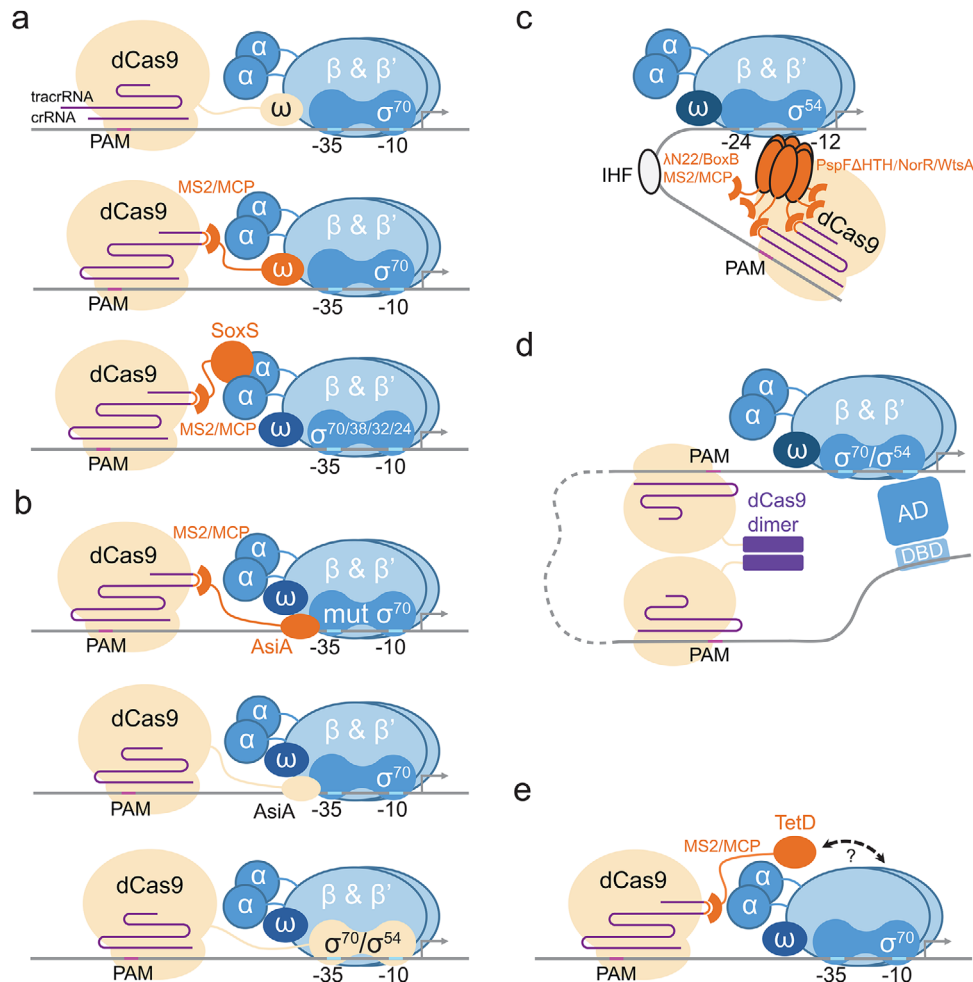 a
dCas9
α
α
β & β’
tracrRNA
crRNA
ω
σ70
PAM
-35
-10
MS2/MCP
dCas9
α
α
β & β’
ω
σ70
PAM
-35
-10
SoxS
dCas9
α
α
β & β’
MS2/MCP
ω
σ70/38/32/24
PAM
-35
-10
b
MS2/MCP
dCas9
α
α
β & β’
ω
mut σ70
PAM
AsiA
-35
-10
dCas9
α
α
β & β’
ω
σ70
PAM
AsiA
-35
-10
dCas9
α
α
β & β’
ω
σ70/σ54
PAM
-35
-10
c
α
α
β & β’
ω
σ54
-24
-12
IHF
λN22/BoxB
MS2/MCP
PspFΔHTH/NorR/WtsA
dCas9
PAM
d
α
α
β & β’
PAM
ω
σ70/σ54
dCas9
dimer
AD
DBD
PAM
e
TetD
MS2/MCP
?
dCas9
α
α
ω
σ70
PAM
-35
-10